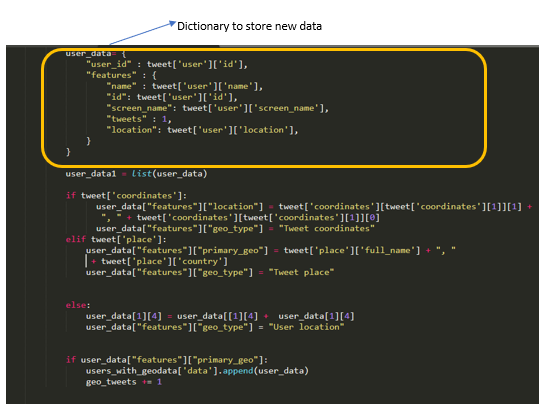 Dictionary to store new data
user_data= {
"user_id" : tweet['user']['id'],
"features" : {
"name" : tweet['user']['name'],
"id": tweet['user']['id'],
"screen_name": tweet['user']['screen_name'],
"tweets" : 1,
"location": tweet['user']['location'],
}
}
user_data1 = list(user_data)
if tweet['coordinates']:
user_data["features"]["location"] = tweet['coordinates'][tweet['coordinates'][1]][1] +
", " + tweet['coordinates'][tweet['coordinates'][1]][0]
user_data["features"]["geo_type"] = "Tweet coordinates"
elif tweet['place']:
user_data["features"]["primary_geo"] = tweet['place']['full_name'] + ", "
+ tweet['place']['country']
user_data["features"]["geo_type"] = "Tweet place"
else:
user_data[1][4] = user_data[[1][4] + user_data[1][4]
user_data["features"]["geo_type"] = "User location"
if user_data["features"]["primary_geo"]:
users_with_geodata['data'].append(user_data)
geo_tweets += 1